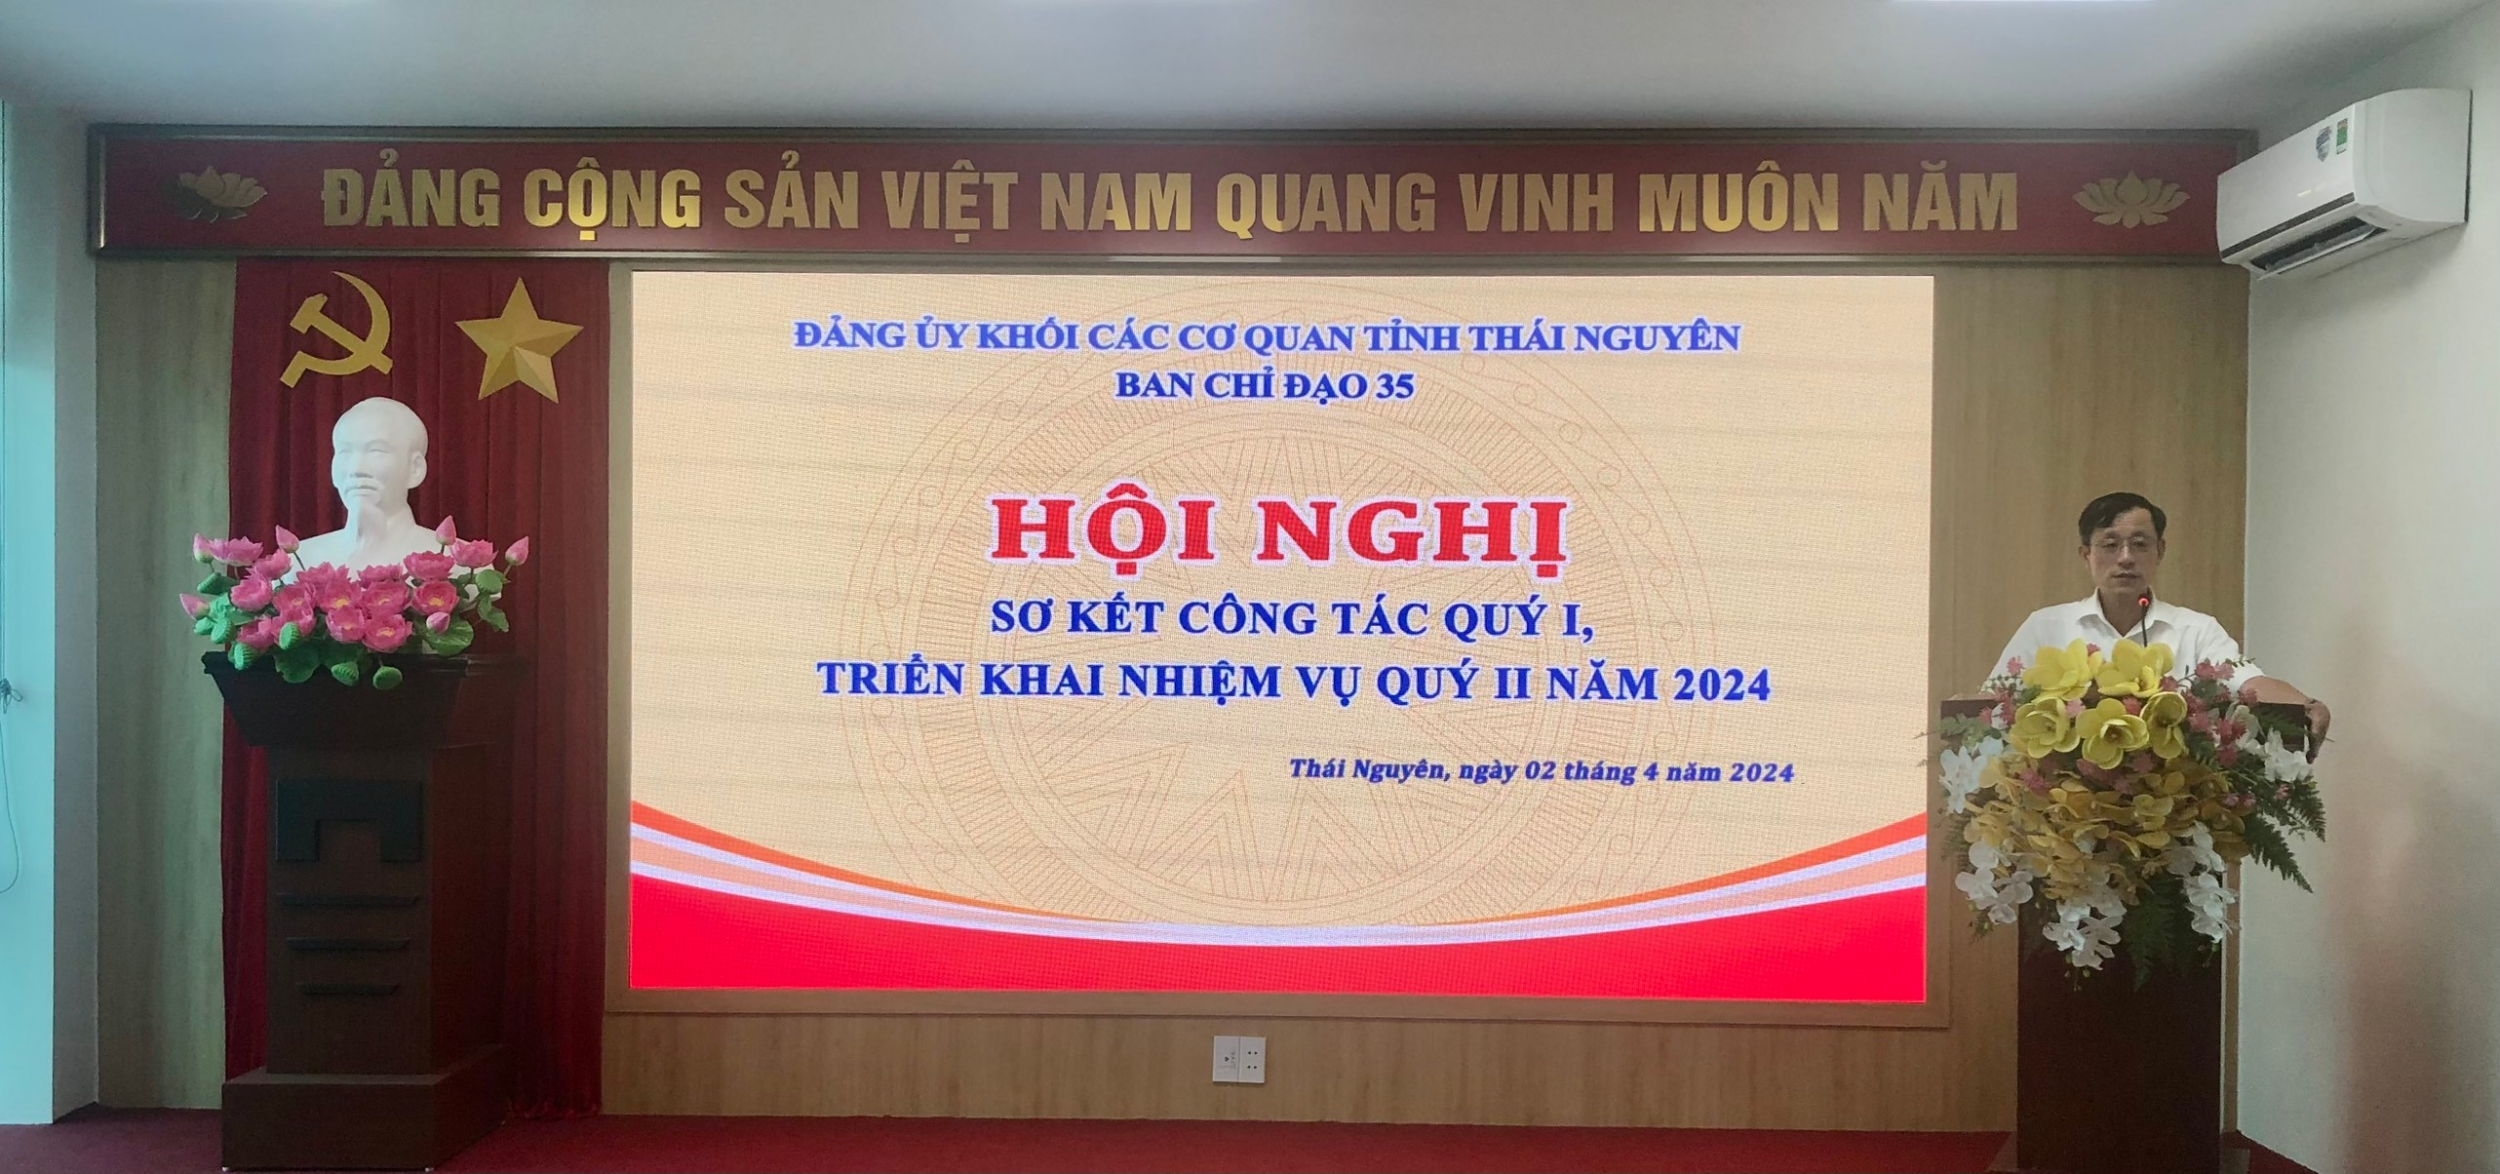 ĐẢNG CỘNG SẢN VIỆT NAM QUANG VINH MUÔN NĂM
ĐẢNG ỦY KHỐI CÁC CƠ QUAN TỈNH THÁI NGUYÊN
BAN CHỈ ĐẠO 35
HỘI NGHỊ
SƠ KẾT CÔNG TÁC QUÝ I,
TRIỂN KHAI NHIỆM VỤ QUÝ II NĂM 2024
Thái Nguyên, ngày 02 tháng 4 năm 2024